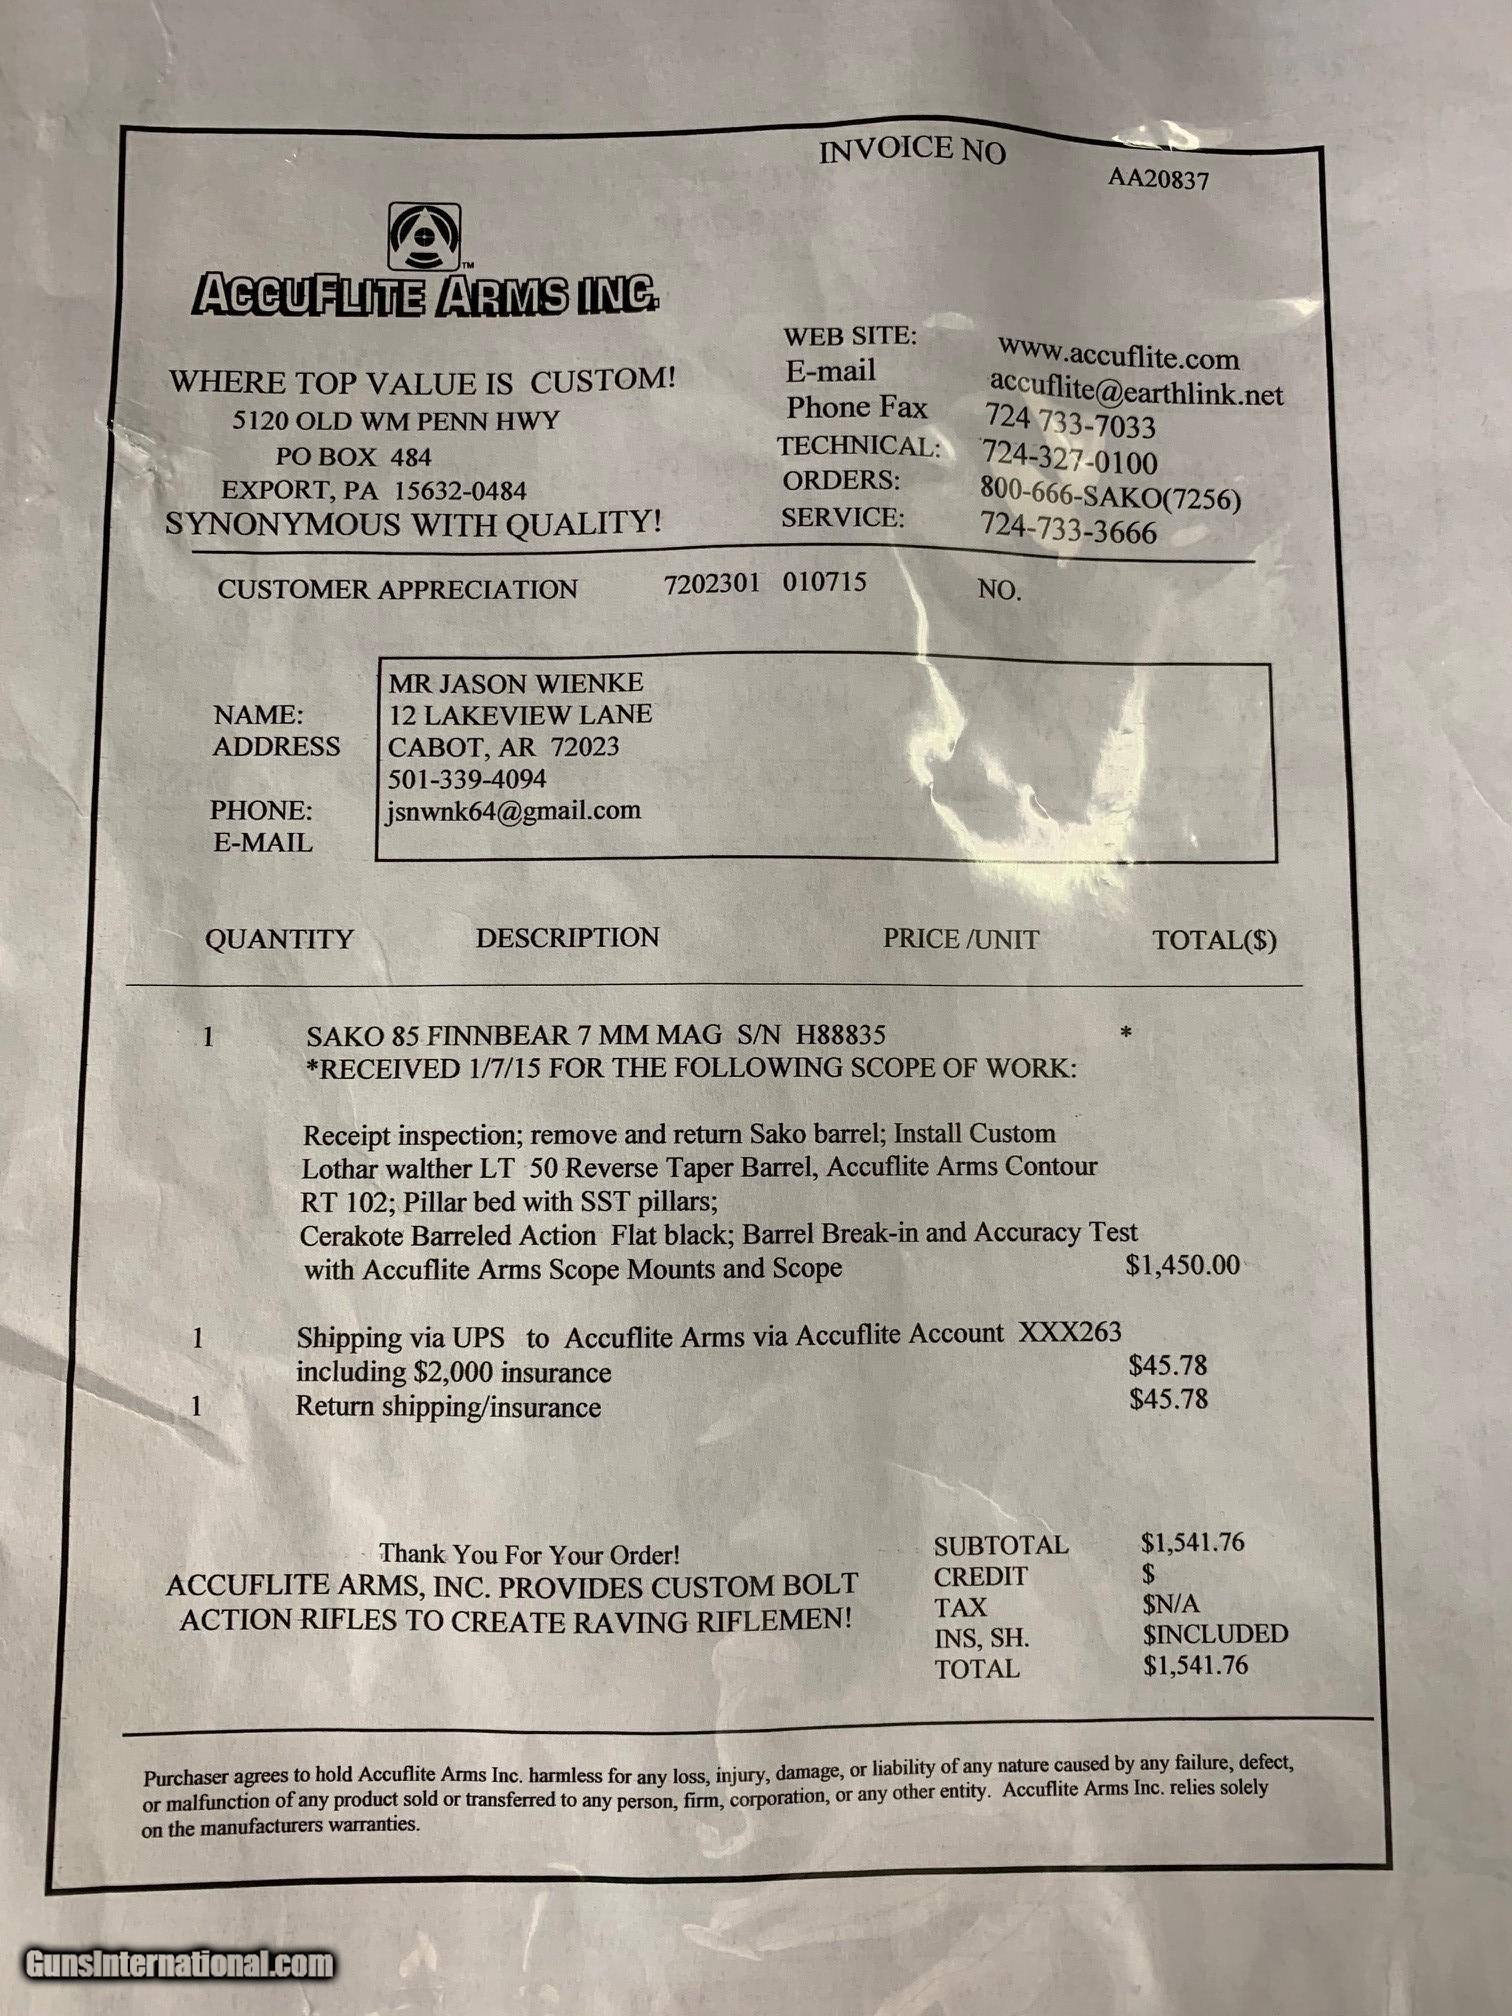 INVOICE NO
AA20837
TM
ACCUFLITE ARMS INC.
WHERE TOP VALUE IS CUSTOM!
5120 OLD WM PENN HWY
PO BOX 484
EXPORT, PA 15632-0484
SYNONYMOUS WITH QUALITY!
WEB SITE: www.accuflite.com
E-mail accuflite@earthlink.net
Phone Fax 724 733-7033
TECHNICAL: 724-327-0100
ORDERS: 800-666-SAKO(7256)
SERVICE: 724-733-3666
CUSTOMER APPRECIATION 7202301 010715 NO.
MR JASON WIENKE
NAME: 12 LAKEVIEW LANE
ADDRESS CABOT, AR 72023
501-339-4094
PHONE: jsnwnk64@gmail.com
E-MAIL
QUANTITY DESCRIPTION PRICE /UNIT TOTAL($)
1 SAKO 85 FINNBEAR 7 MM MAG S/N H88835 *
*RECEIVED 1/7/15 FOR THE FOLLOWING SCOPE OF WORK:
Receipt inspection; remove and return Sako barrel; Install Custom
Lothar walther LT 50 Reverse Taper Barrel, Accuflite Arms Contour
RT 102; Pillar bed with SST pillars;
Cerakote Barreled Action Flat black; Barrel Break-in and Accuracy Test
with Accuflite Arms Scope Mounts and Scope $1,450.00
1 Shipping via UPS to Accuflite Arms via Accuflite Account XXX263
including $2,000 insurance $45.78
1 Return shipping/insurance $45.78
Thank You For Your Order!
ACCUFLITE ARMS, INC. PROVIDES CUSTOM BOLT
ACTION RIFLES TO CREATE RAVING RIFLEMEN!
SUBTOTAL $1,541.76
CREDIT $
TAX $N/A
INS, SH. $INCLUDED
TOTAL $1,541.76
Purchaser agrees to hold Accuflite Arms Inc. harmless for any loss, injury, damage, or liability of any nature caused by any failure, defect,
or malfunction of any product sold or transferred to any person, firm, corporation, or any other entity. Accuflite Arms Inc. relies solely
on the manufacturers warranties.
GunsInternational.com